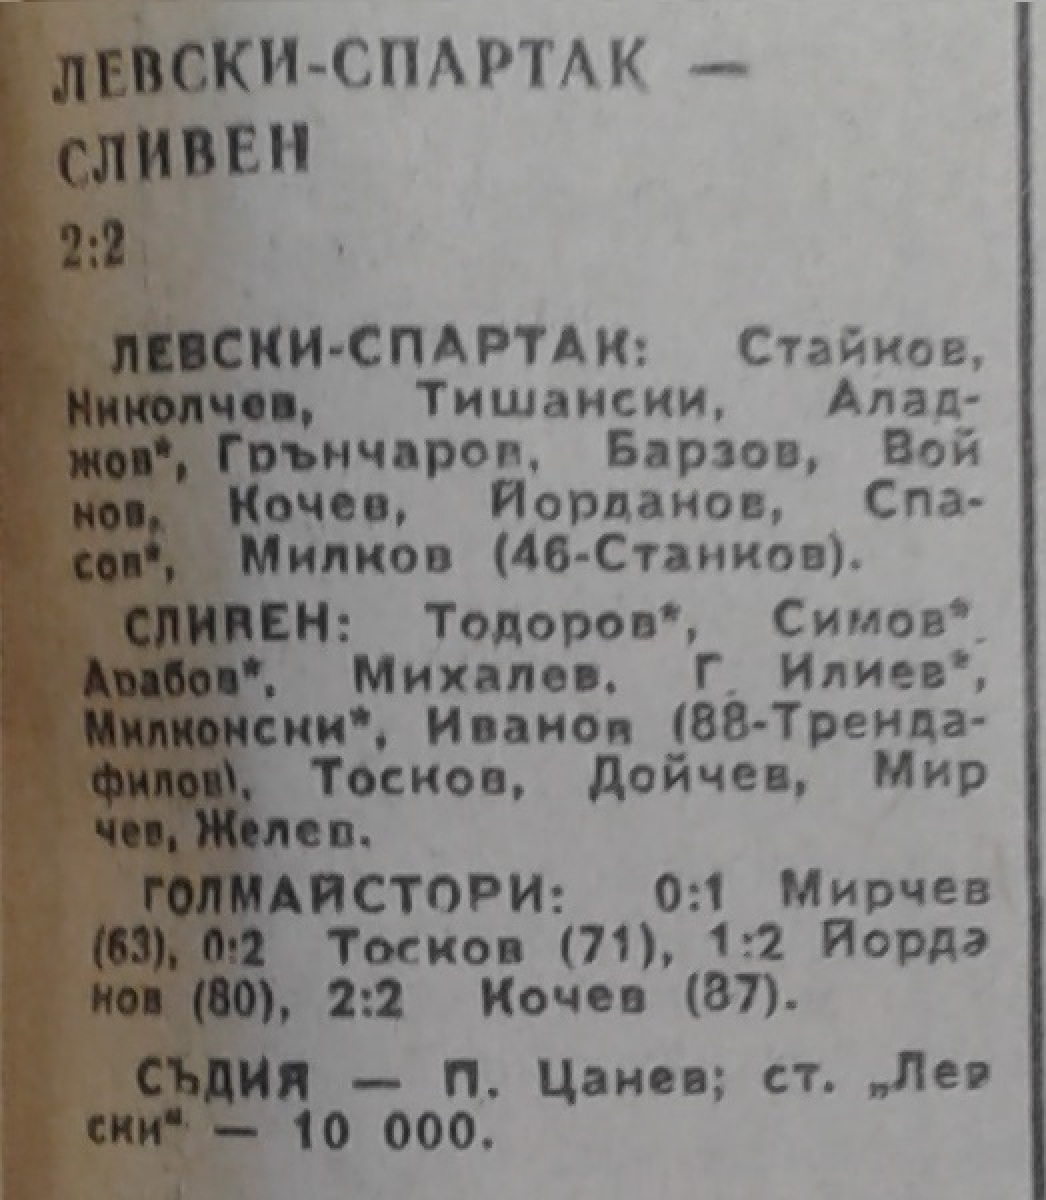 ЛЕВСКИ-СПАРТАК —
СЛИВЕН
2:2
ЛЕВСКИ-СПАРТАК: Стайков,
Николчев, Тишански, Алад-
жов*, Грънчаров, Барзов, Вой
нов, Кочев, Йорданов, Спа-
сов*, Милков (46-Станков).
СЛИВЕН: Тодоров*, Симов*,
Арабов*, Михалев, Г. Илиев*,
Милконски*, Иванов (88-Тренда-
филов), Тосков, Дойчев, Мир
чев, Желев.
ГОЛМАЙСТОРИ: 0:1 Мирчев
(63), 0:2 Тосков (71), 1:2 Йорда
нов (80), 2:2 Кочев (87).
СЪДИЯ — П. Цанев; ст. „Лев
ски“ — 10 000.